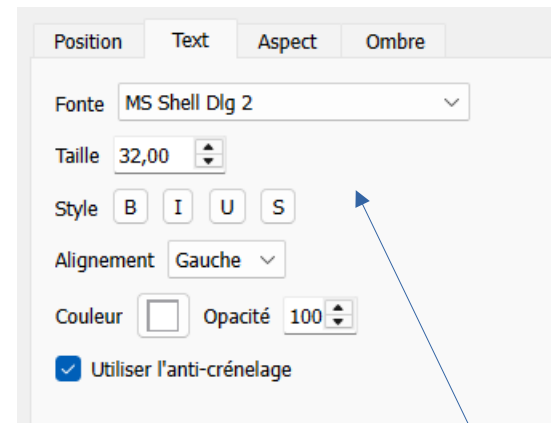 Position Text Aspect Ombre
Fonte MS Shell Dlg 2
Taille 32,00
Style B I U S
Alignement Gauche
Couleur Opacité 100
Utiliser l'anti-crénelage